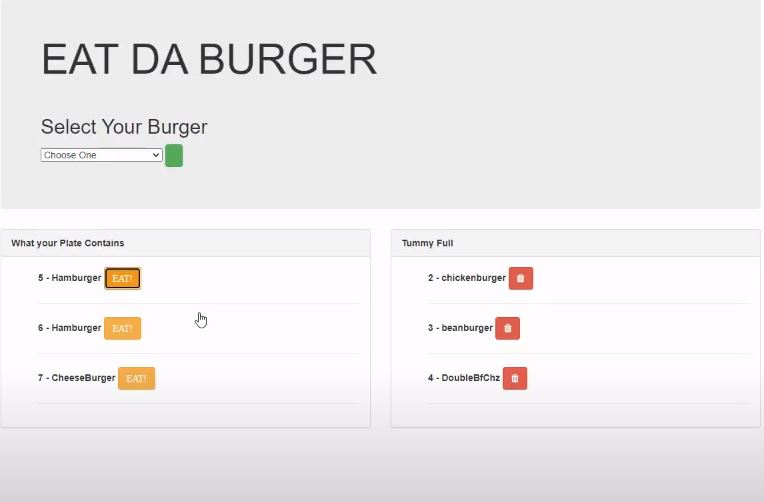 EAT DA BURGER
Select Your Burger
Choose One
What your Plate Contains
5 - Hamburger EAT!
6 - Hamburger EAT!
7 - CheeseBurger EAT!
Tummy Full
2 - chickenburger
3 - beanburger
4 - DoubleBfChz